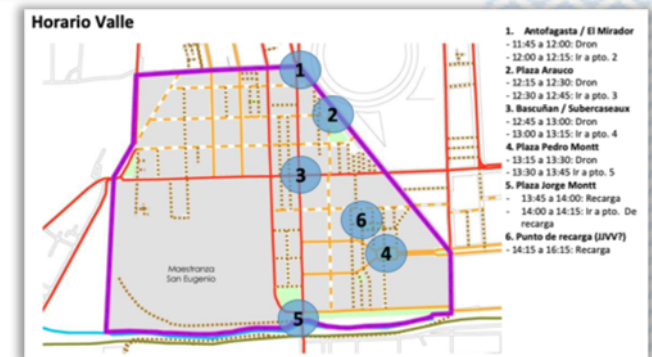 Horario Valle
1. Antofagasta / El Mirador
- 11:45 a 12:00: Dron
- 12:00 a 12:15: Ir a pto. 2
2. Plaza Arauco
- 12:15 a 12:30: Dron
- 12:30 a 12:45: Ir a pto. 3
3. Bascuñan / Subercaseaux
- 12:45 a 13:00: Dron
- 13:00 a 13:15: Ir a pto. 4
4. Plaza Pedro Montt
- 13:15 a 13:30: Dron
- 13:30 a 13:45 Ir a pto. 5
5. Plaza Jorge Montt
- 13:45 a 14:00: Recarga
- 14:00 a 14:15: Ir a pto. De
recarga
6. Punto de recarga (JJVV?)
- 14:15 a 16:15: Recarga
1
2
3
6
4
Maestranza
San Eugenio
5